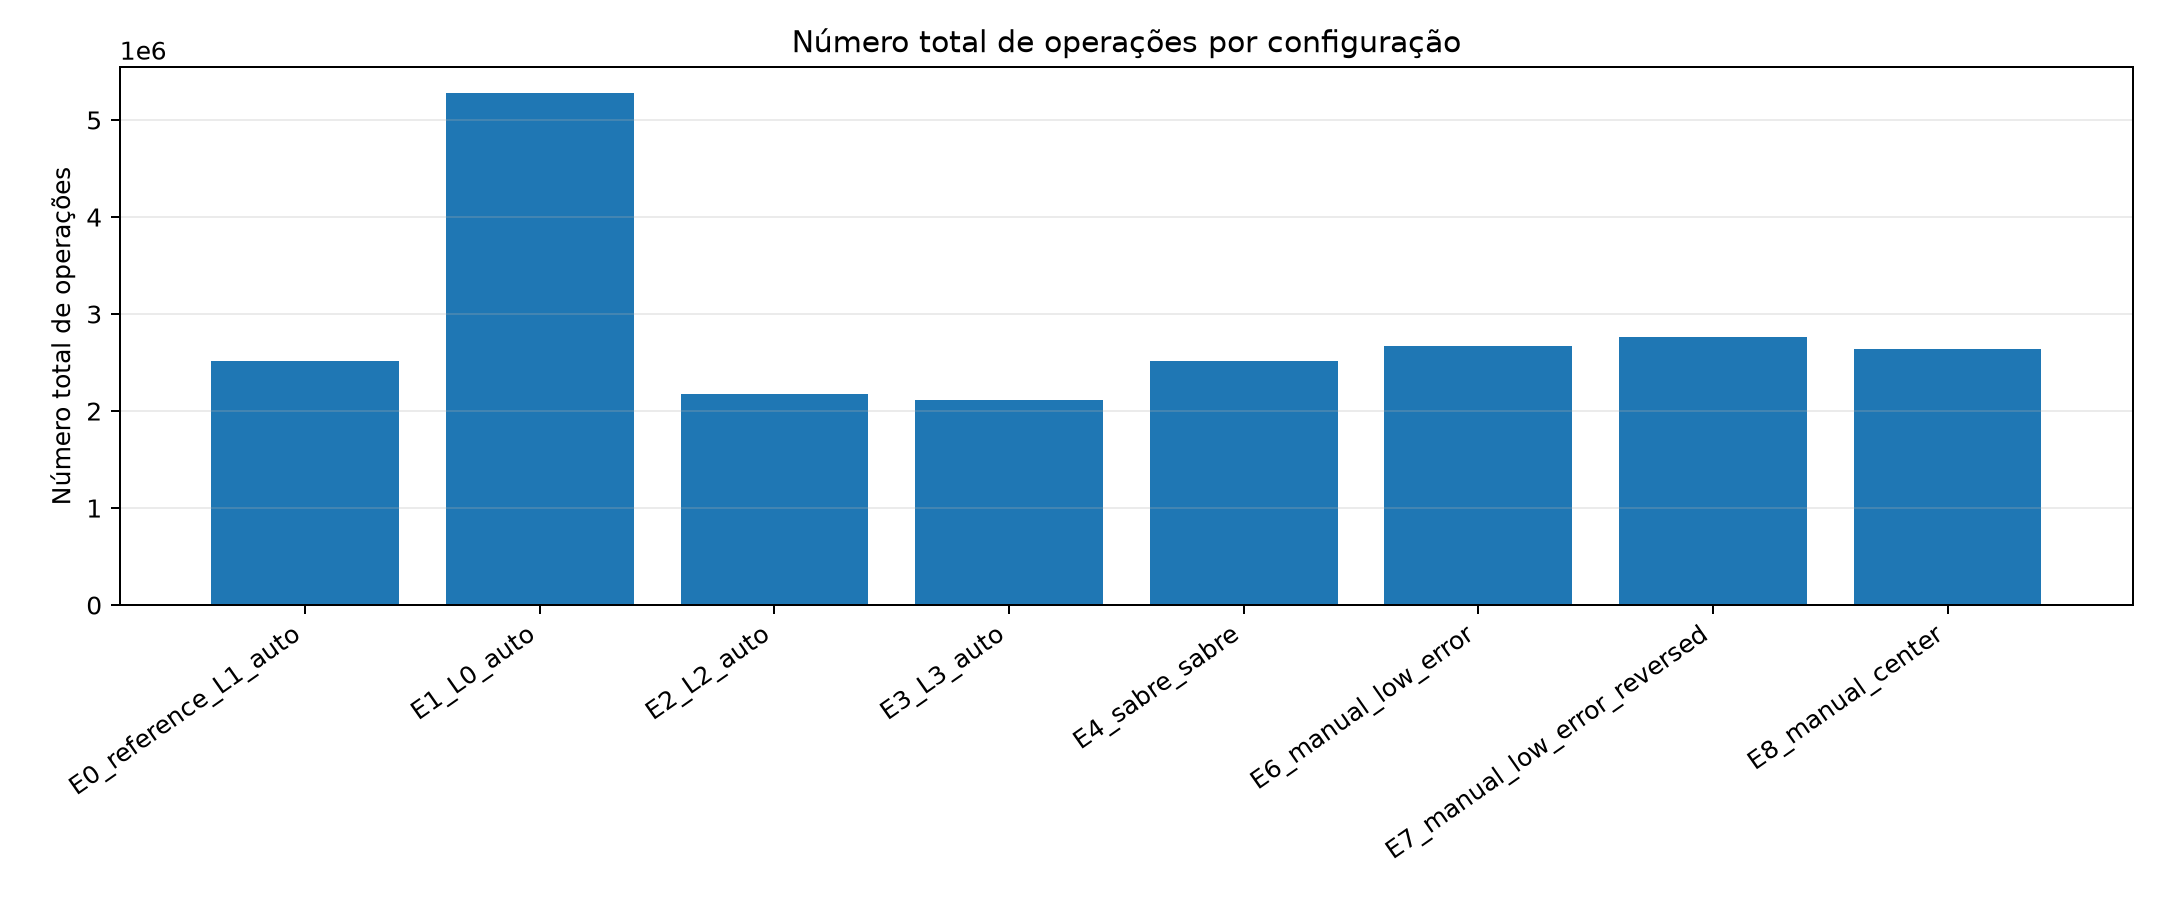 Número total de operações por configuração
1e6
Número total de operações
5
4
3
2
1
0
E0_reference_L1_auto
E1_L0_auto
E2_L2_auto
E3_L3_auto
E4_sabre_sabre
E6_manual_low_error
E7_manual_low_error_reversed
E8_manual_center